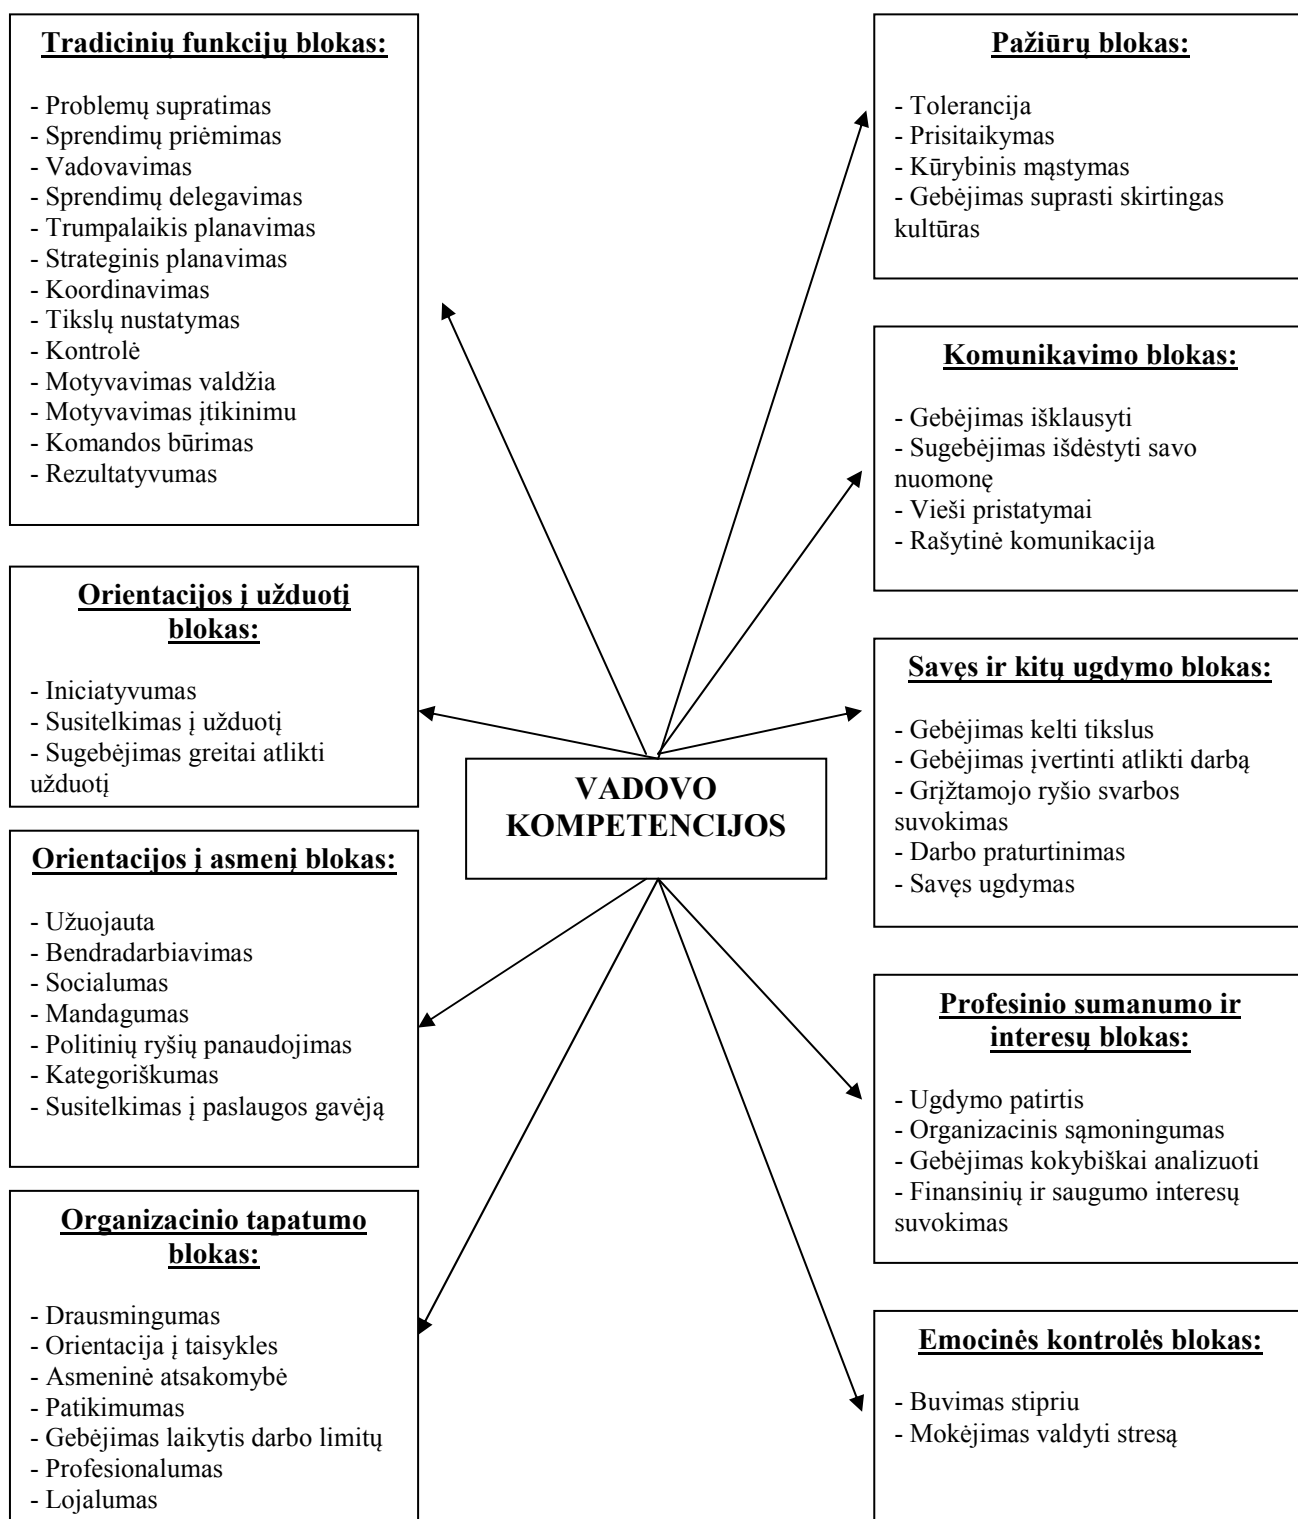 Tradicinių funkcijų blokas:
- Problemų supratimas
- Sprendimų priėmimas
- Vadovavimas
- Sprendimų delegavimas
- Trumpalaikis planavimas
- Strateginis planavimas
- Koordinavimas
- Tikslų nustatymas
- Kontrolė
- Motyvavimas valdžia
- Motyvavimas įtikinimu
- Komandos būrimas
- Rezultatyvumas
Orientacijos į užduotį
blokas:
- Iniciatyvumas
- Susitelkimas į užduotį
- Sugebėjimas greitai atlikti
užduotį
Orientacijos į asmenį blokas:
- Užuojauta
- Bendradarbiavimas
- Socialumas
- Mandagumas
- Politinių ryšių panaudojimas
- Kategoriškumas
- Susitelkimas į paslaugos gavėją
Organizacinio tapatumo
blokas:
- Drausmingumas
- Orientacija į taisykles
- Asmeninė atsakomybė
- Patikimumas
- Gebėjimas laikytis darbo limitų
- Profesionalumas
- Lojalumas
VADOVO
KOMPETENCIJOS
Pažiūrų blokas:
- Tolerancija
- Prisitaikymas
- Kūrybinis mąstymas
- Gebėjimas suprasti skirtingas
kultūras
Komunikavimo blokas:
- Gebėjimas išklausyti
- Sugebėjimas išdėstyti savo
nuomonę
- Vieši pristatymai
- Rašytinė komunikacija
Savęs ir kitų ugdymo blokas:
- Gebėjimas kelti tikslus
- Gebėjimas įvertinti atlikti darbą
- Grįžtamojo ryšio svarbos
suvokimas
- Darbo praturtinimas
- Savęs ugdymas
Profesinio sumanumo ir
interesų blokas:
- Ugdymo patirtis
- Organizacinis sąmoningumas
- Gebėjimas kokybiškai analizuoti
- Finansinių ir saugumo interesų
suvokimas
Emocinės kontrolės blokas:
- Buvimas stipriu
- Mokėjimas valdyti stresą